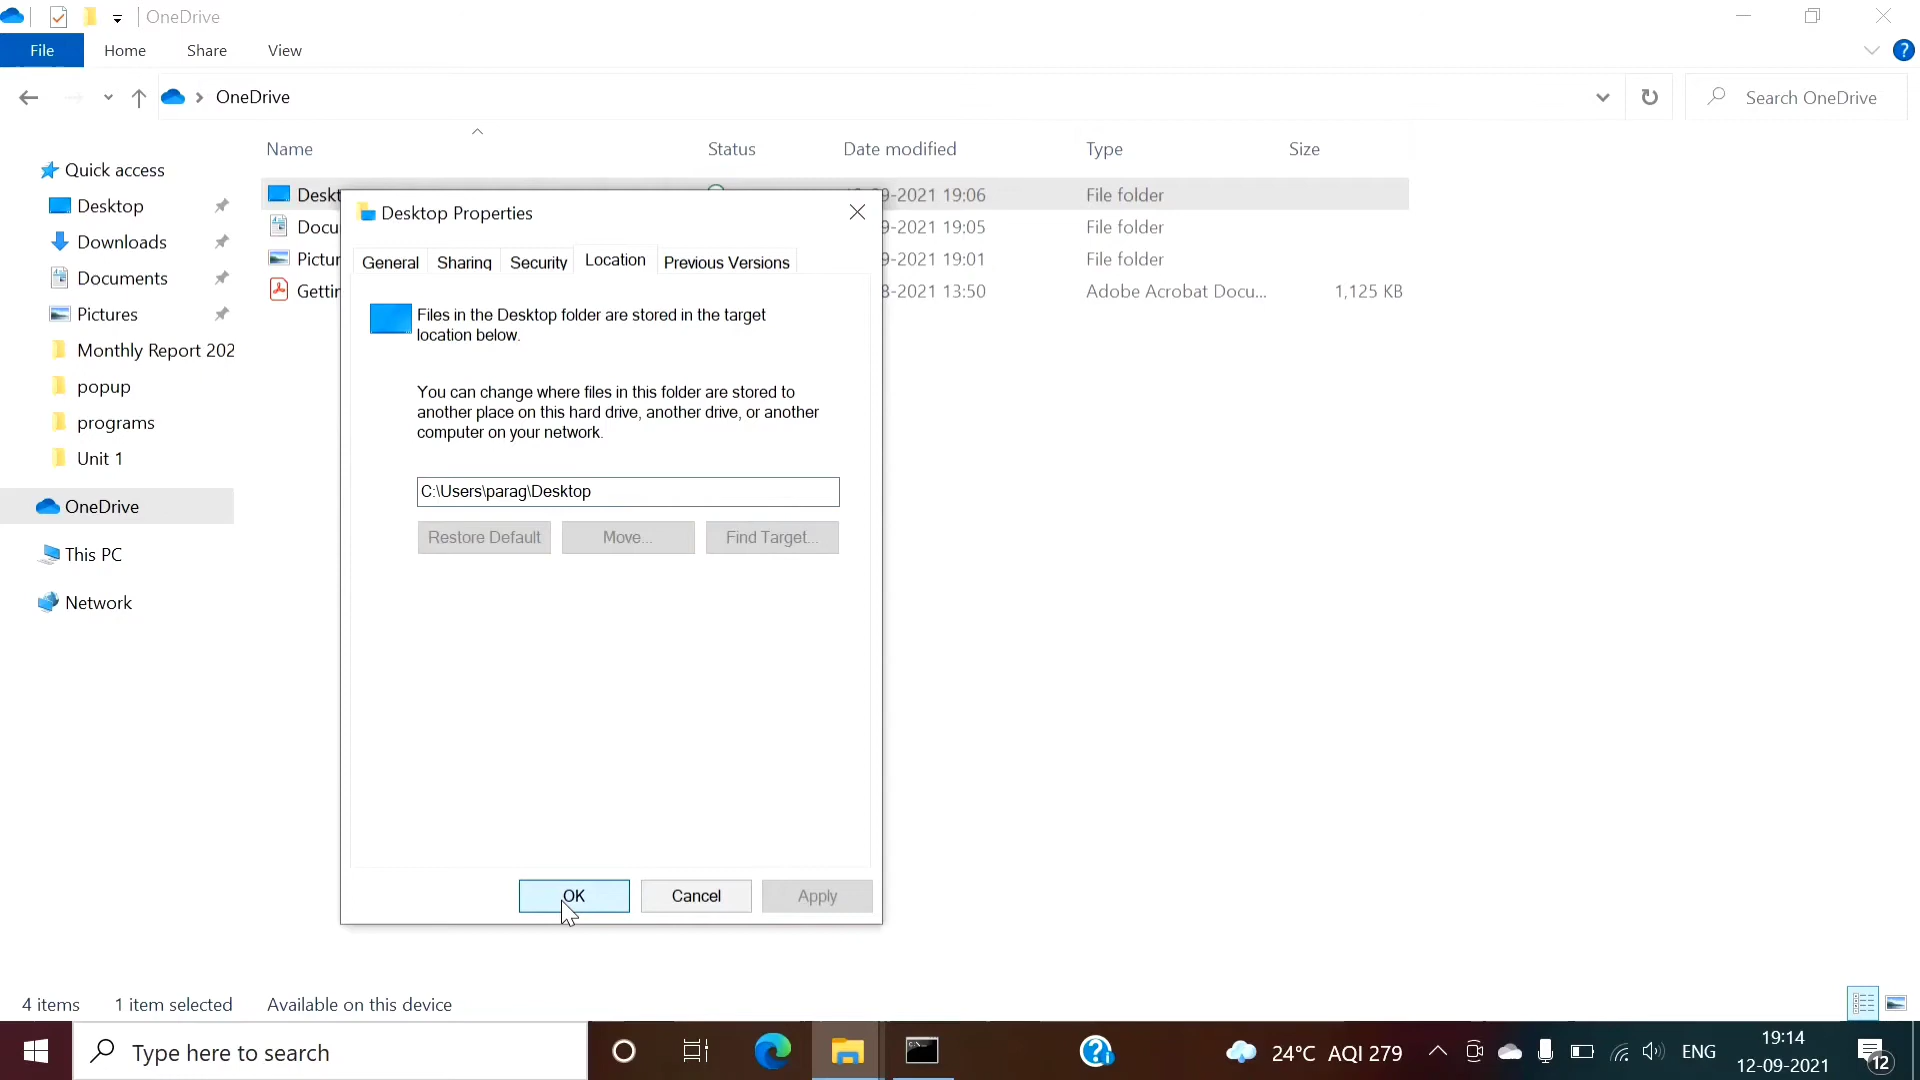 OneDrive
File Home Share View
OneDrive
Search OneDrive
Name Status Date modified Type Size
Quick access
Desktop
Downloads
Documents
Pictures
Monthly Report 202
popup
programs
Unit 1
OneDrive
This PC
Network
19:06 File folder
Docu 9-2021 19:05 File folder
Pictur 9-2021 19:01 File folder
Gettin 8-2021 13:50 Adobe Acrobat Docu... 1,125 KB
Desktop Properties
General Sharing Security Location Previous Versions
Files in the Desktop folder are stored in the target
location below.
You can change where files in this folder are stored to
another place on this hard drive, another drive, or another
computer on your network.
C:\Users\parag\Desktop
Restore Default Move... Find Target...
OK Cancel Apply
4 items 1 item selected Available on this device
Type here to search
24°C AQI 279
ENG
19:14
12-09-2021
12